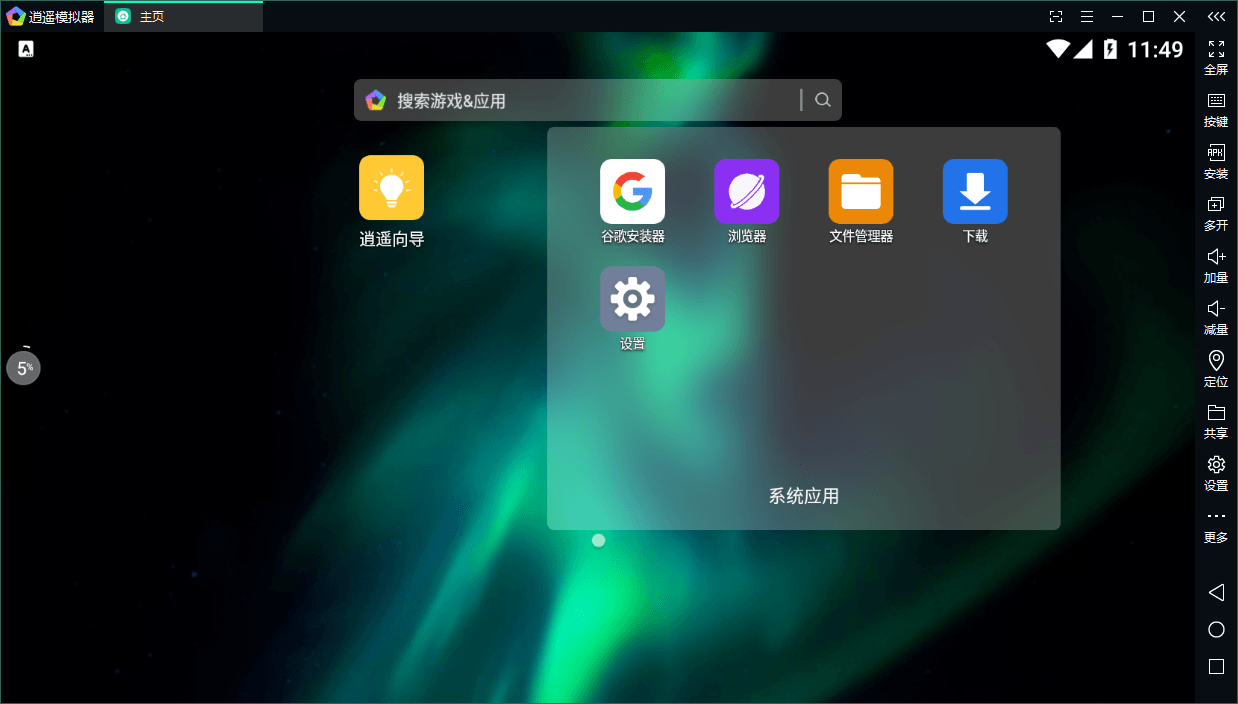 逍遥模拟器
主页
A
11:49
搜索游戏&应用
逍遥向导
谷歌安装器
浏览器
文件管理器
下载
设置
系统应用
5%
全屏
按键
APK
安装
多开
加量
减量
定位
共享
设置
更多